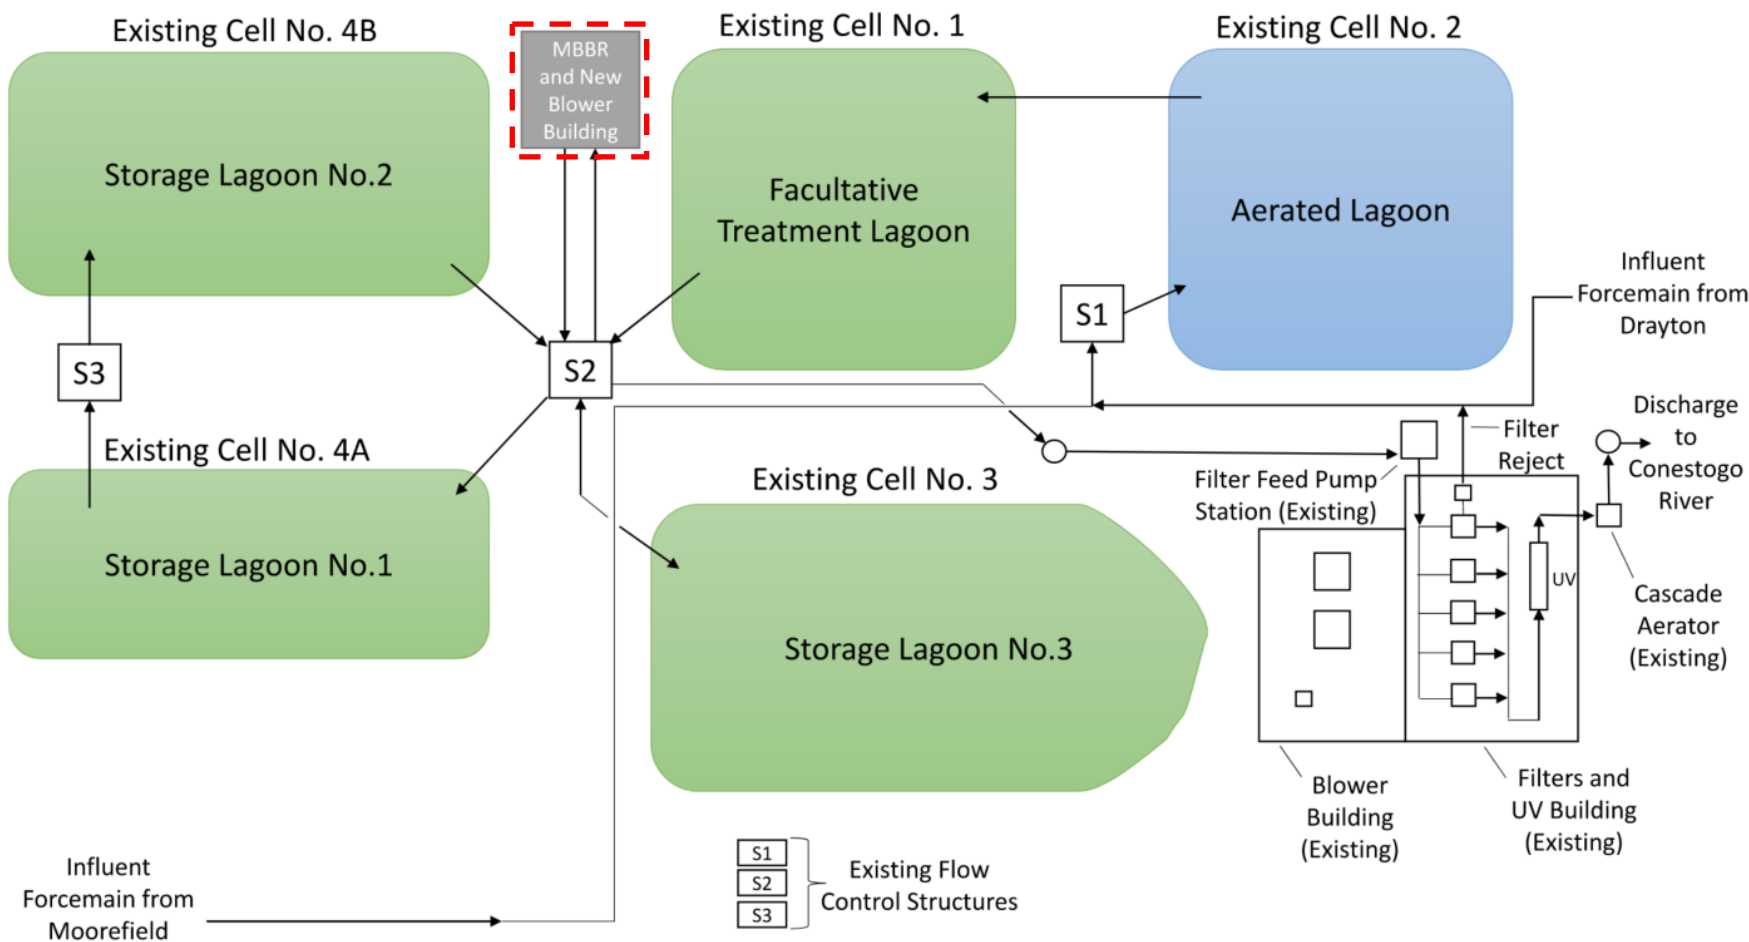 Existing Cell No. 4B
MBBR
and New
Blower
Building
Existing Cell No. 1
Existing Cell No. 2
Storage Lagoon No.2
Facultative
Treatment Lagoon
Aerated Lagoon
Influent
Forcemain from
Drayton
S1
S2
S3
Discharge
to
Conestogo
River
Filter
Reject
Existing Cell No. 4A
Existing Cell No. 3
Filter Feed Pump
Station (Existing)
Storage Lagoon No.1
Storage Lagoon No.3
UV
Cascade
Aerator
(Existing)
Blower
Building
(Existing)
Filters and
UV Building
(Existing)
Influent
Forcemain from
Moorefield
S1
S2
S3
Existing Flow
Control Structures